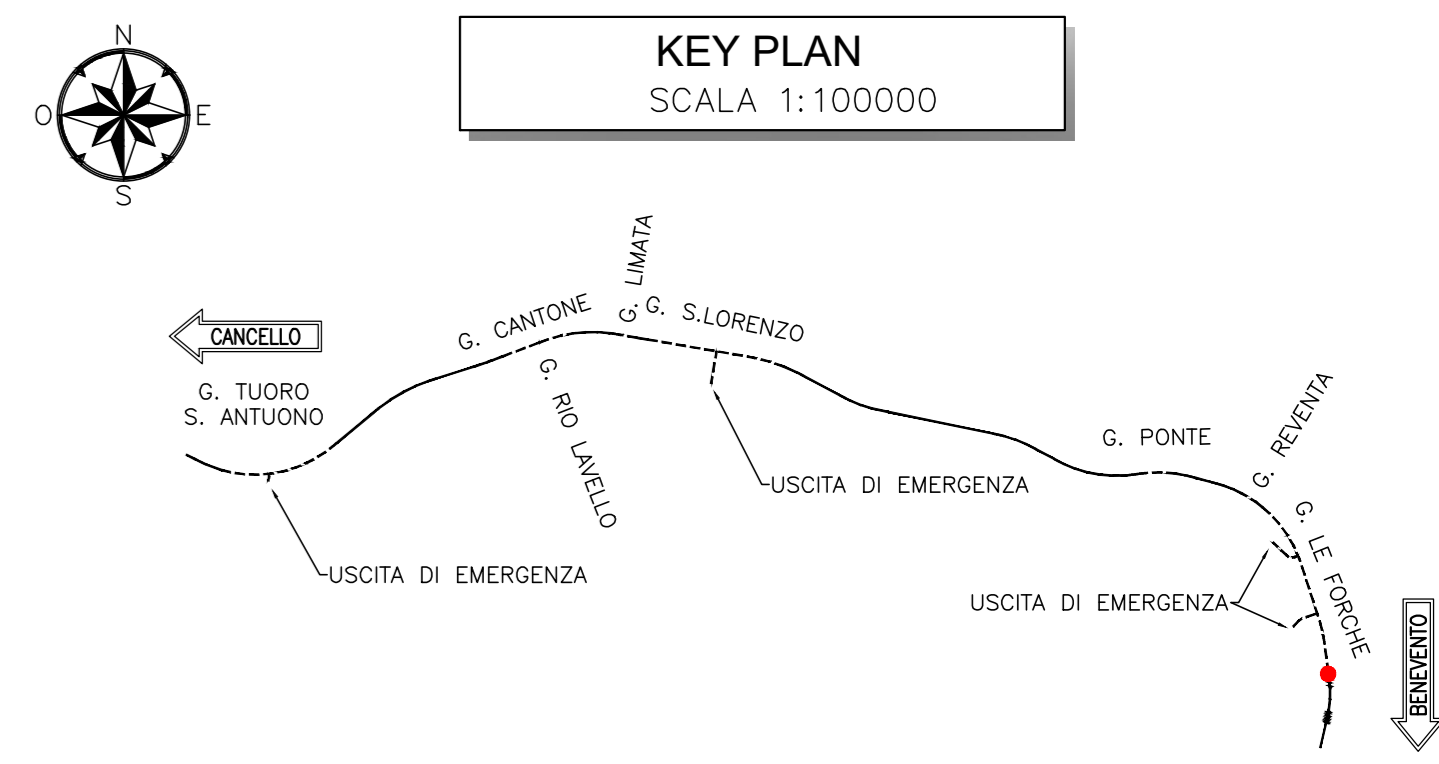 N
O
E
S
KEY PLAN
SCALA 1:100000
CANCELLO
G. TUORO
S. ANTUONO
G. CANTONE
G. LIMATA
G. S.LORENZO
G. RIO LAVELLO
USCITA DI EMERGENZA
USCITA DI EMERGENZA
G. PONTE
G. REVENTA
G. LE FORCHE
USCITA DI EMERGENZA
BENEVENTO